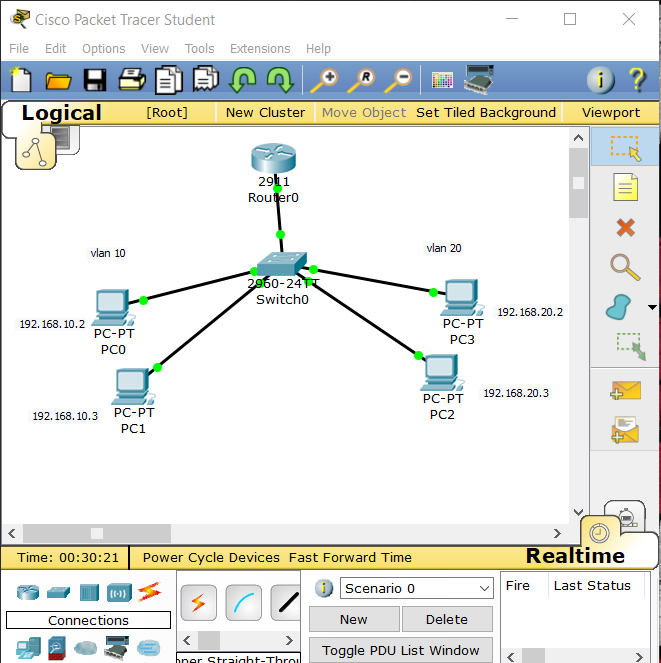 Cisco Packet Tracer Student
File Edit Options View Tools Extensions Help
Logical [Root] New Cluster Move Object Set Tiled Background Viewport
2911
Router0
vlan 10
vlan 20
2960-24TT
Switch0
192.168.10.2
PC-PT
PC0
PC-PT
PC3
192.168.20.2
192.168.10.3
PC-PT
PC1
PC-PT
PC2
192.168.20.3
Time: 00:30:21 Power Cycle Devices Fast Forward Time Realtime
Connections
Scenario 0
New Delete
Toggle PDU List Window
Fire Last Status
Straight-Throu